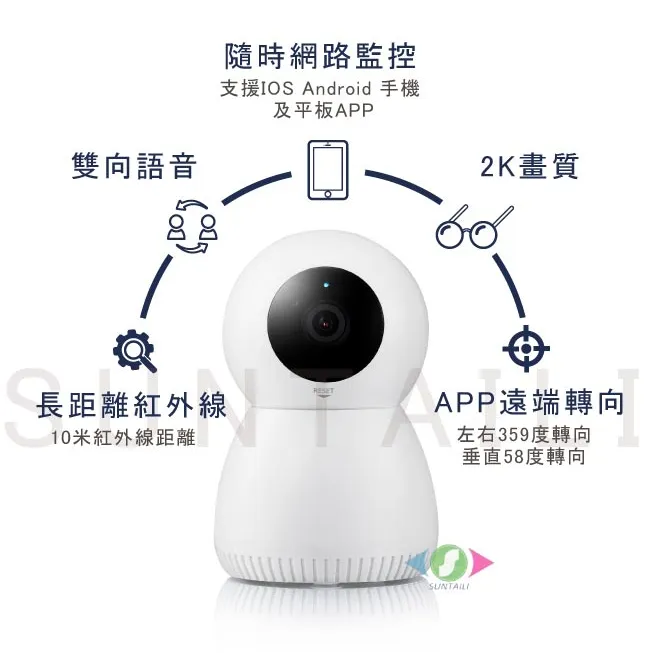 隨時網路監控
支援IOS Android 手機
及平板APP
雙向語音
2K畫質
RESET
長距離紅外線
10米紅外線距離
APP遠端轉向
左右359度轉向
垂直58度轉向
SUNTAILI
SUNTAILI